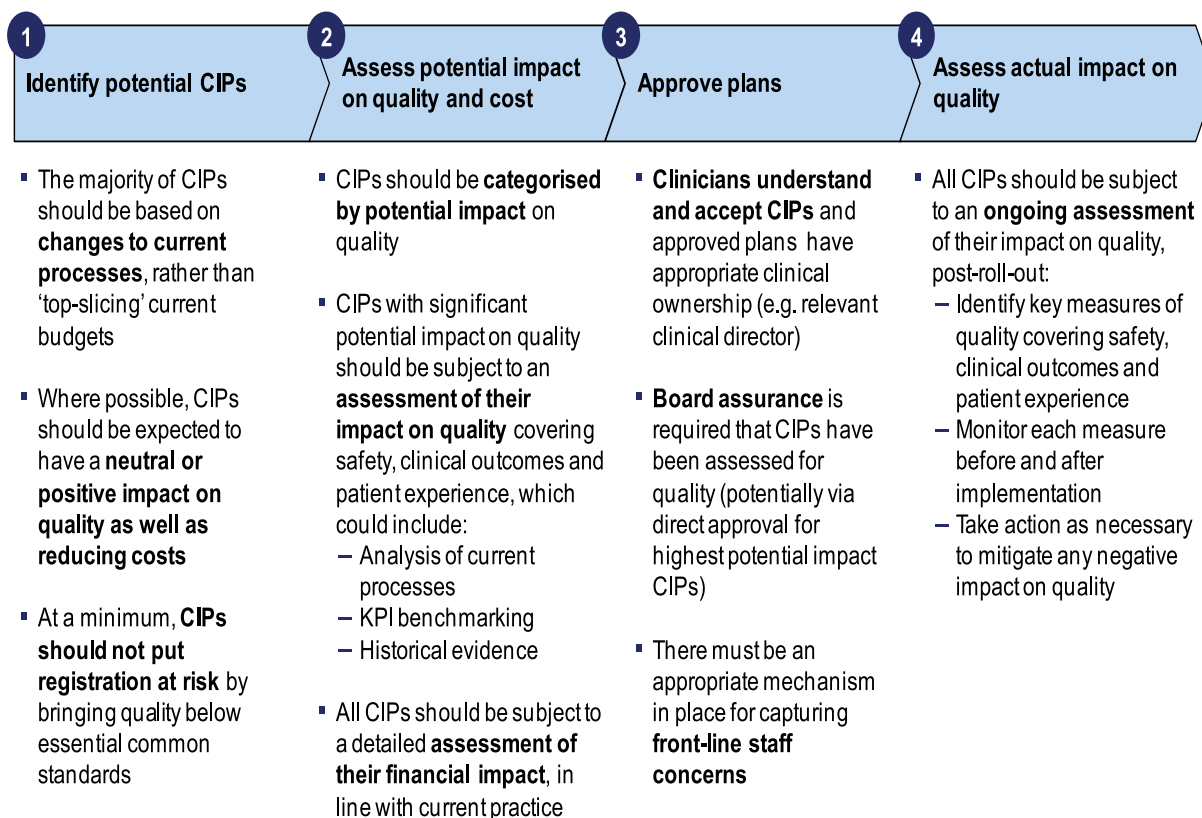 1
Identify potential CIPs
2
Assess potential impact
on quality and cost
3
Approve plans
4
Assess actual impact on
quality
▪ The majority of CIPs
should be based on
changes to current
processes, rather than
‘top-slicing’ current
budgets
▪ Where possible, CIPs
should be expected to
have a neutral or
positive impact on
quality as well as
reducing costs
▪ At a minimum, CIPs
should not put
registration at risk by
bringing quality below
essential common
standards
▪ CIPs should be categorised
by potential impact on
quality
▪ CIPs with significant
potential impact on quality
should be subject to an
assessment of their
impact on quality covering
safety, clinical outcomes and
patient experience, which
could include:
– Analysis of current
processes
– KPI benchmarking
– Historical evidence
▪ All CIPs should be subject to
a detailed assessment of
their financial impact, in
line with current practice
▪ Clinicians understand
and accept CIPs and
approved plans have
appropriate clinical
ownership (e.g. relevant
clinical director)
▪ Board assurance is
required that CIPs have
been assessed for
quality (potentially via
direct approval for
highest potential impact
CIPs)
▪ There must be an
appropriate mechanism
in place for capturing
front-line staff
concerns
▪ All CIPs should be subject
to an ongoing assessment
of their impact on quality,
post-roll-out:
– Identify key measures of
quality covering safety,
clinical outcomes and
patient experience
– Monitor each measure
before and after
implementation
– Take action as necessary
to mitigate any negative
impact on quality